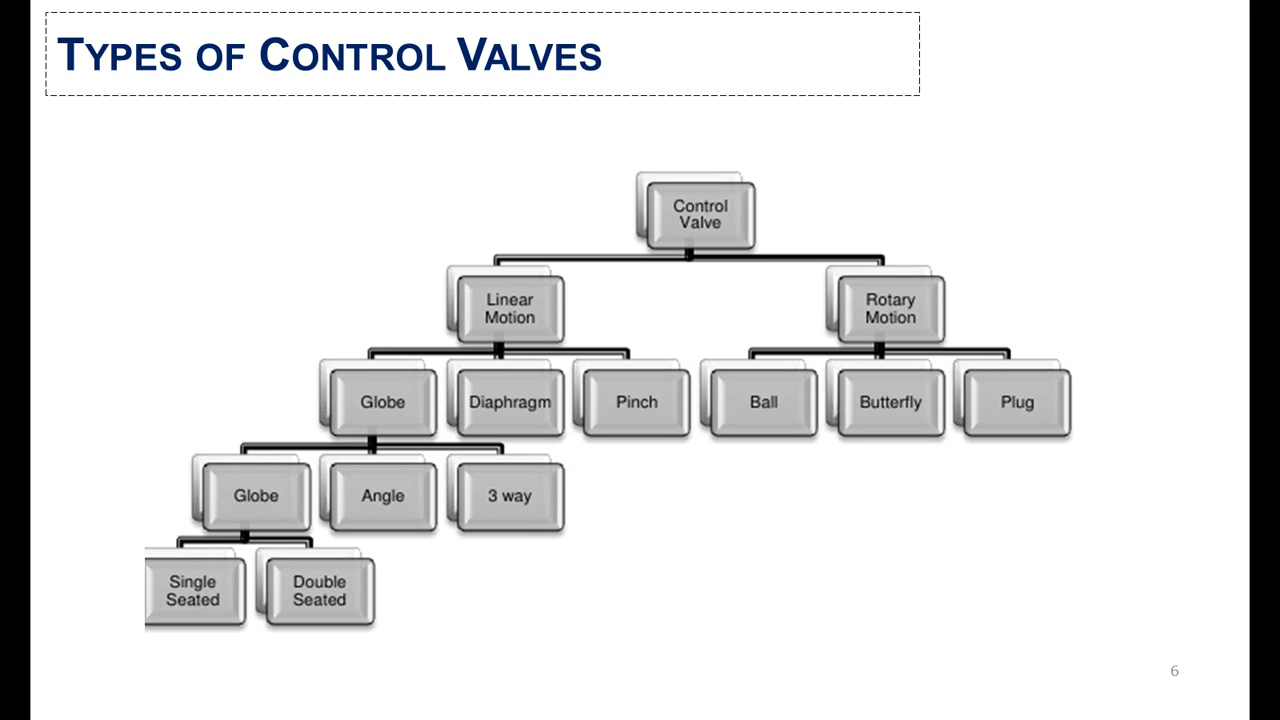 TYPES OF CONTROL VALVES
Control
Valve
Linear
Motion
Rotary
Motion
Globe
Diaphragm
Pinch
Ball
Butterfly
Plug
Globe
Angle
3 way
Single
Seated
Double
Seated
6